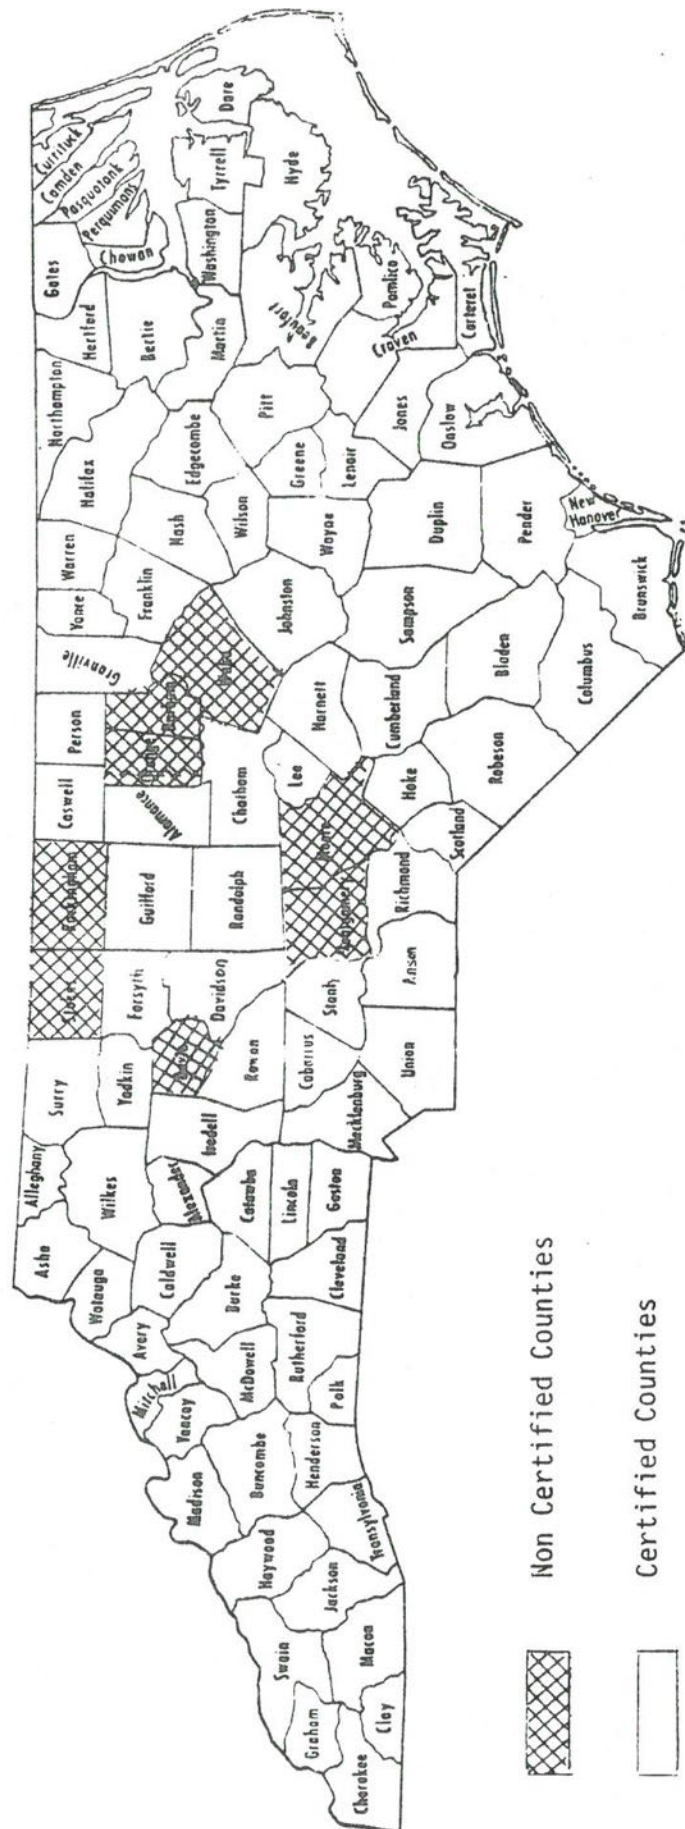 Cherokee
Graham
Clay
Swain
Macon
Jackson
Haywood
Transylvania
Madison
Buncombe
Henderson
Yancey
Mitchell
McDowell
Rutherford
Polk
Avery
Burke
Cleveland
Watauga
Caldwell
Ashe
Alleghany
Wilkes
Alexander
Catawba
Lincoln
Gaston
Iredell
Mecklenburg
Surry
Yadkin
Davie
Rowan
Cabarrus
Union
Stokes
Forsyth
Davidson
Stanly
Anson
Rockingham
Guilford
Randolph
Montgomery
Richmond
Caswell
Alamance
Chatham
Moore
Lee
Hoke
Scotland
Person
Orange
Durham
Granville
Wake
Harnett
Cumberland
Robeson
Vance
Warren
Franklin
Johnston
Sampson
Bladen
Columbus
Brunswick
Northampton
Halifax
Nash
Wilson
Wayne
Duplin
Pender
New
Hanover
Edgecombe
Greene
Lenoir
Pitt
Jones
Onslow
Hertford
Gates
Bertie
Martin
Beaufort
Craven
Pamlico
Carteret
Chowan
Perquimans
Pasquotank
Camden
Currituck
Washington
Tyrrell
Dare
Hyde
Non Certified Counties
Certified Counties